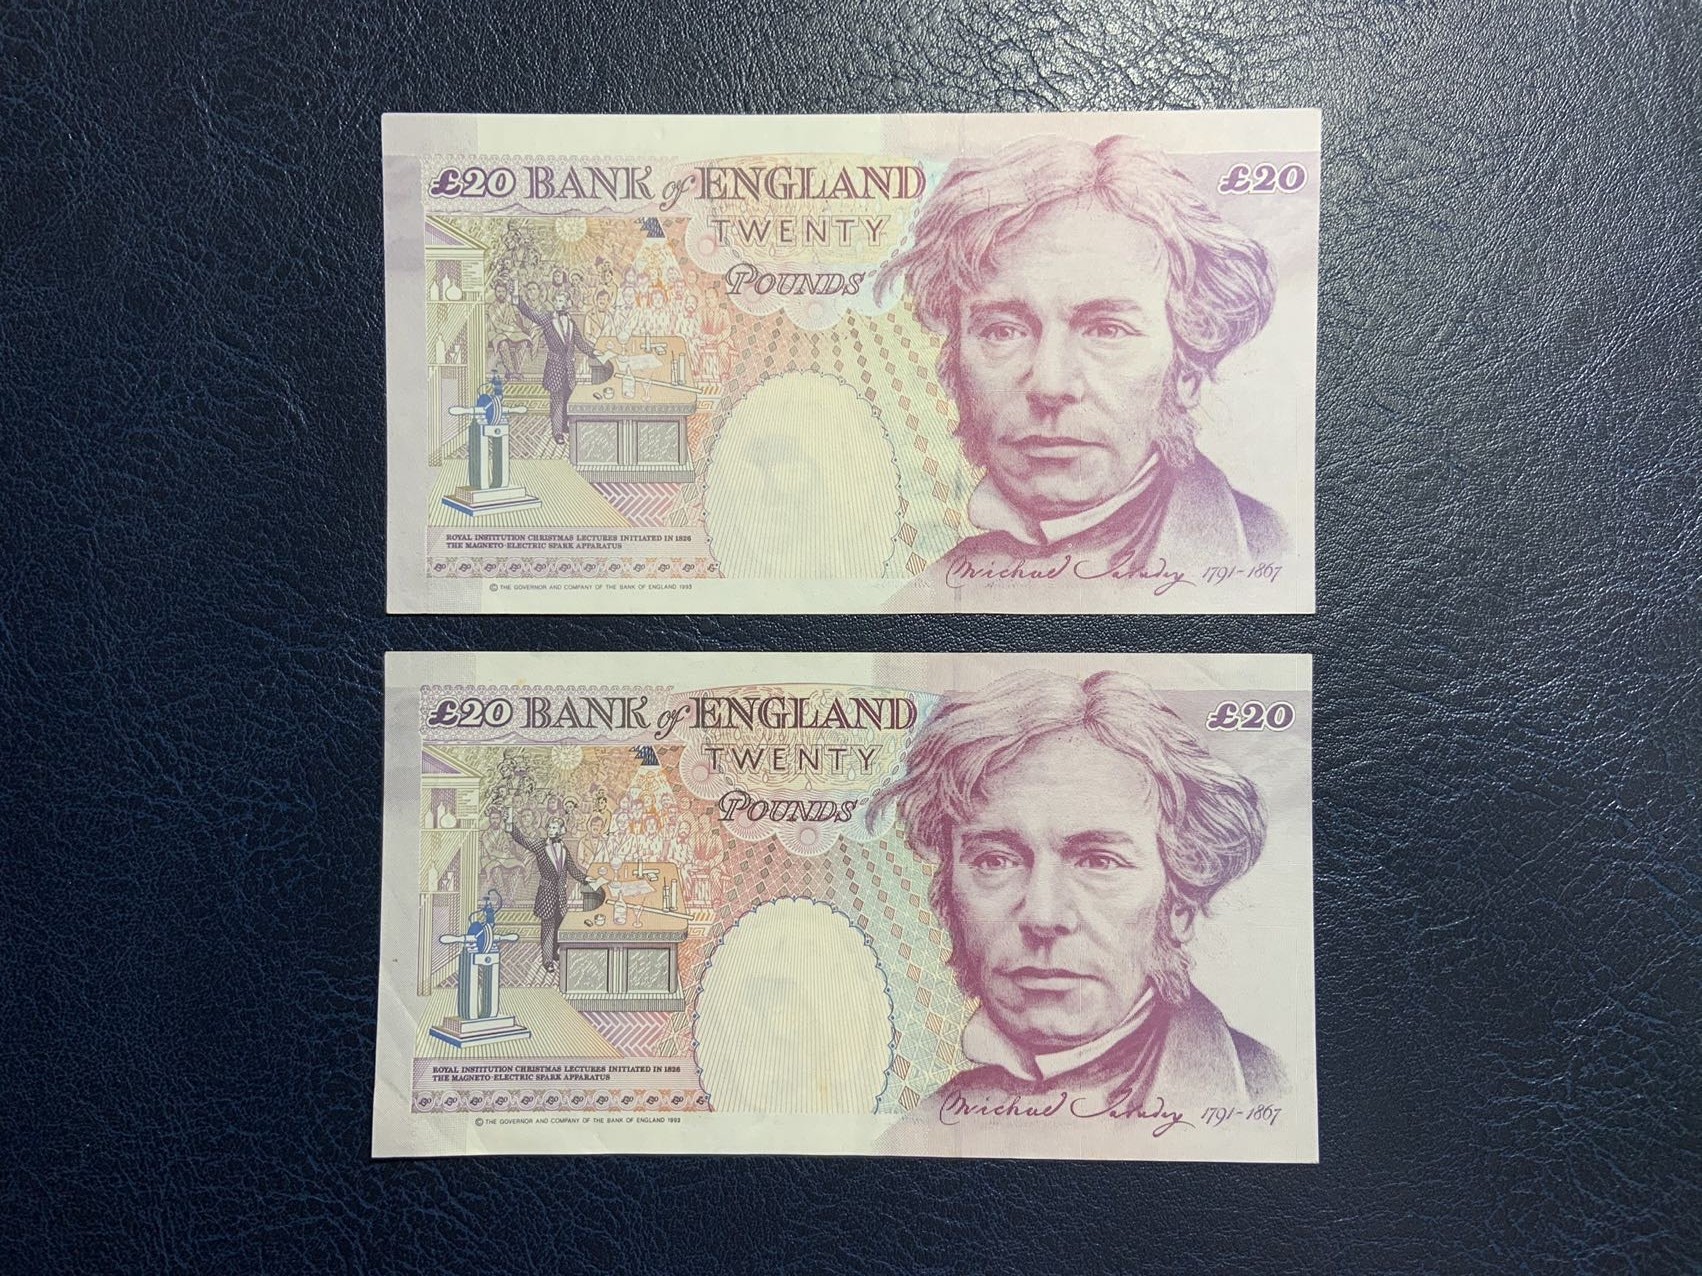 £20 BANK of ENGLAND £20
TWENTY
POUNDS
ROYAL INSTITUTION CHRISTMAS LECTURES INITIATED IN 1826
THE MAGNETO-ELECTRIC SPARK APPARATUS
Michael Faraday 1791-1867
© THE GOVERNOR AND COMPANY OF THE BANK OF ENGLAND 1993
£20 BANK of ENGLAND £20
TWENTY
POUNDS
ROYAL INSTITUTION CHRISTMAS LECTURES INITIATED IN 1826
THE MAGNETO-ELECTRIC SPARK APPARATUS
Michael Faraday 1791-1867
© THE GOVERNOR AND COMPANY OF THE BANK OF ENGLAND 1993